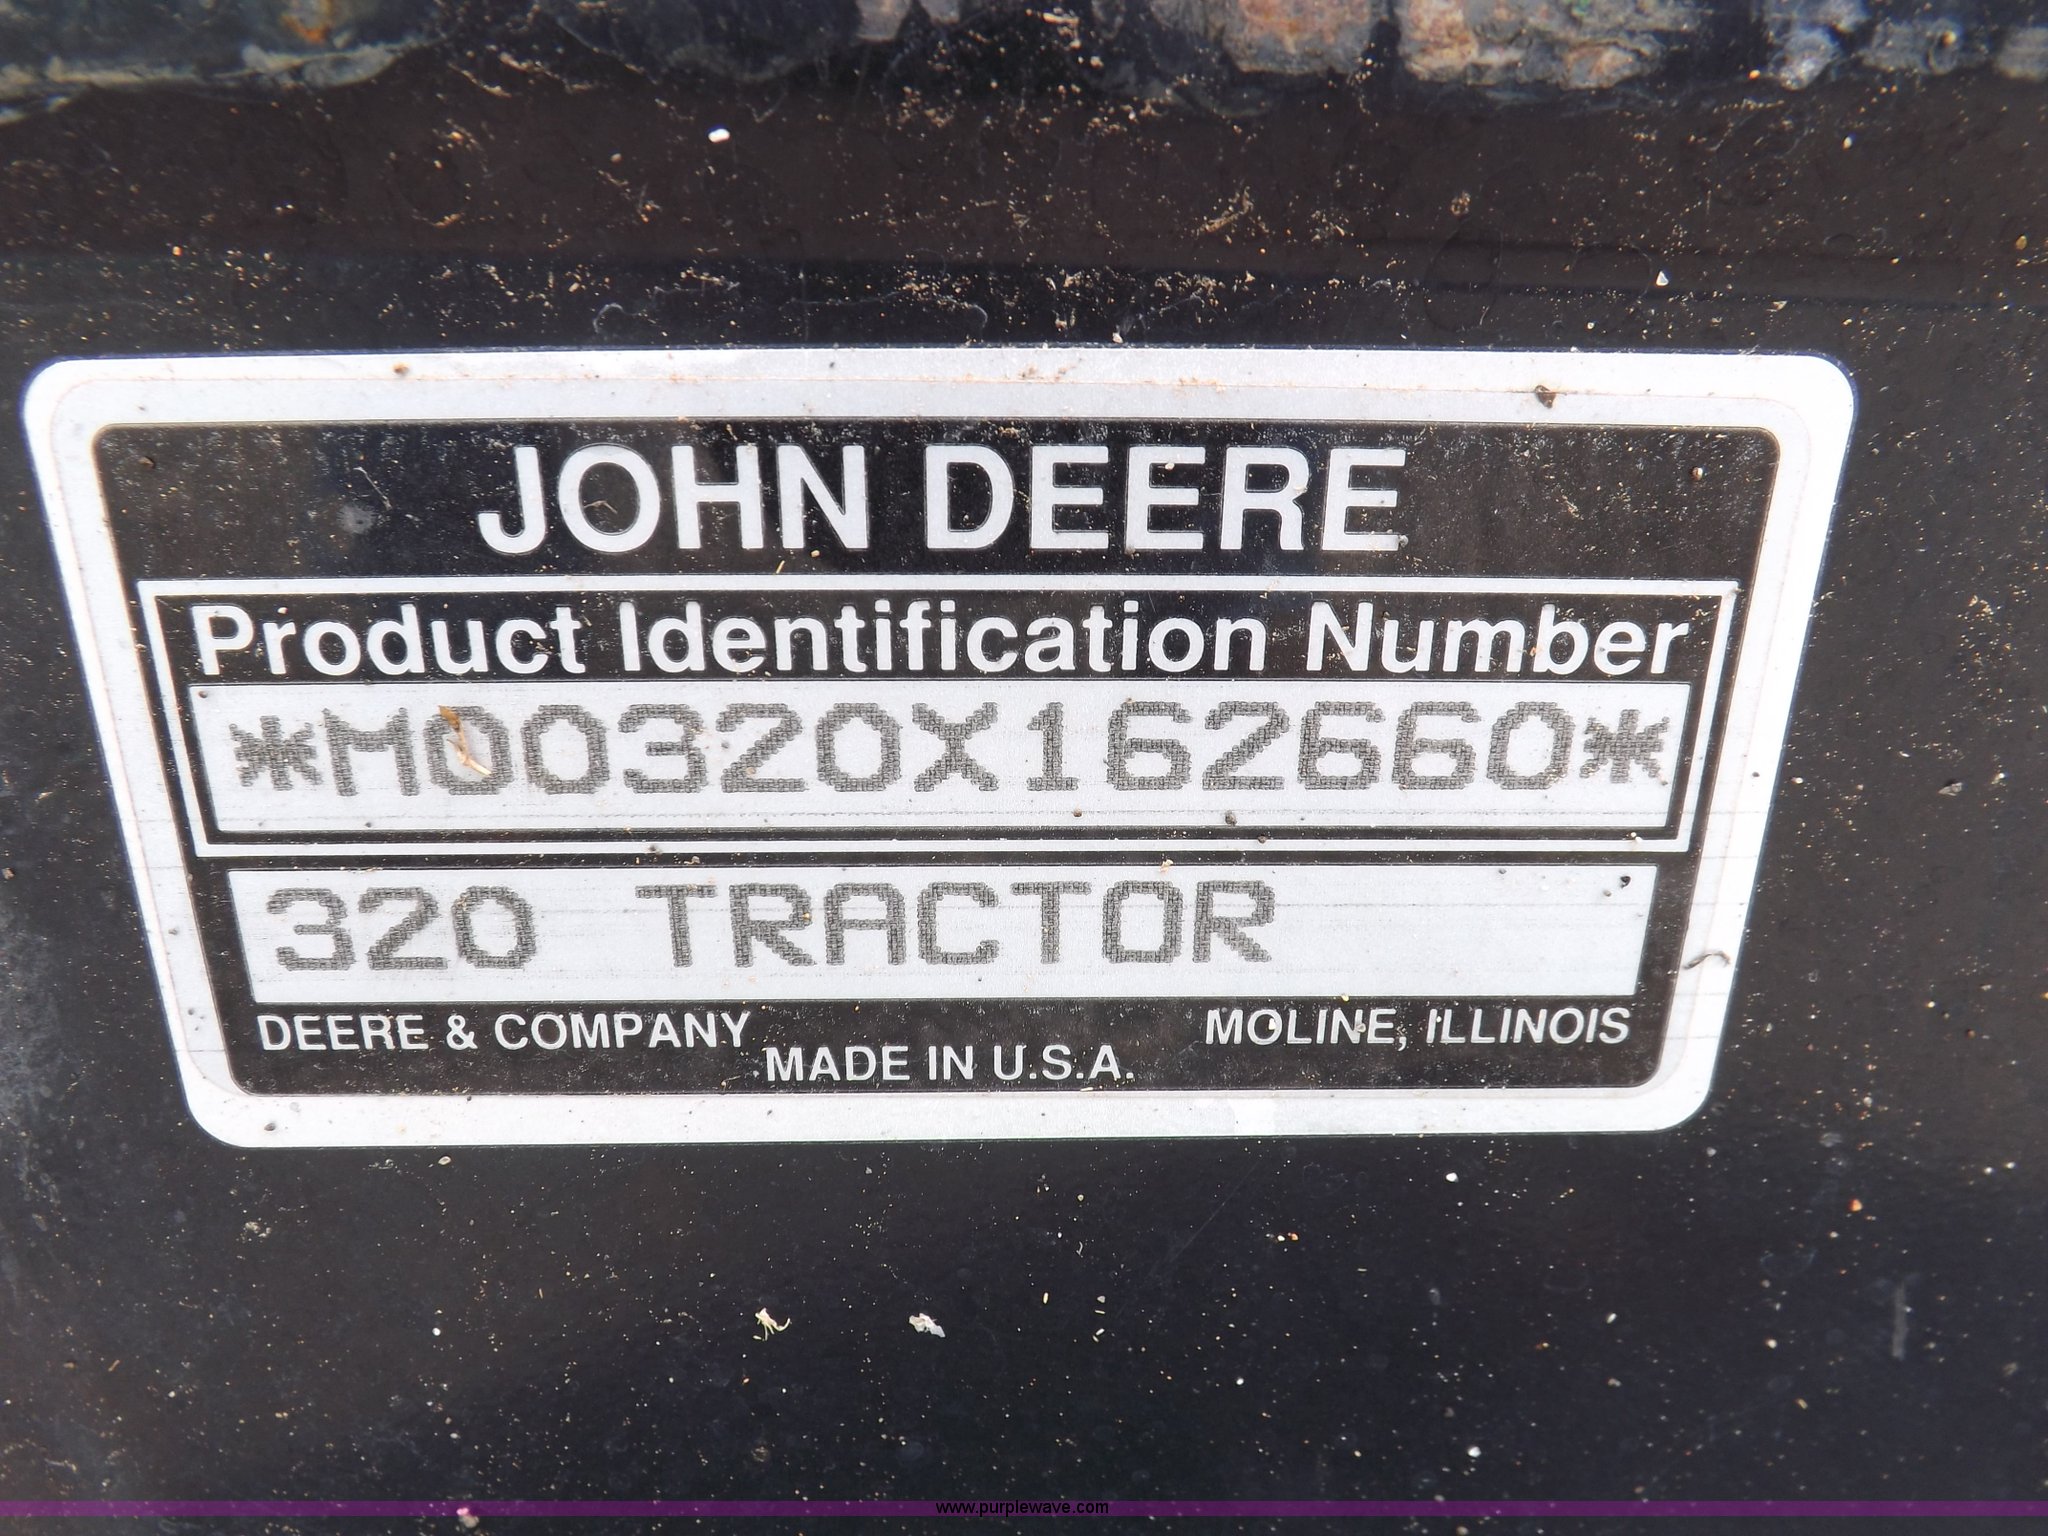 JOHN DEERE
Product Identification Number
*M00320X162660*
320 TRACTOR
DEERE & COMPANY MOLINE, ILLINOIS
MADE IN U.S.A.
www.purplewave.com